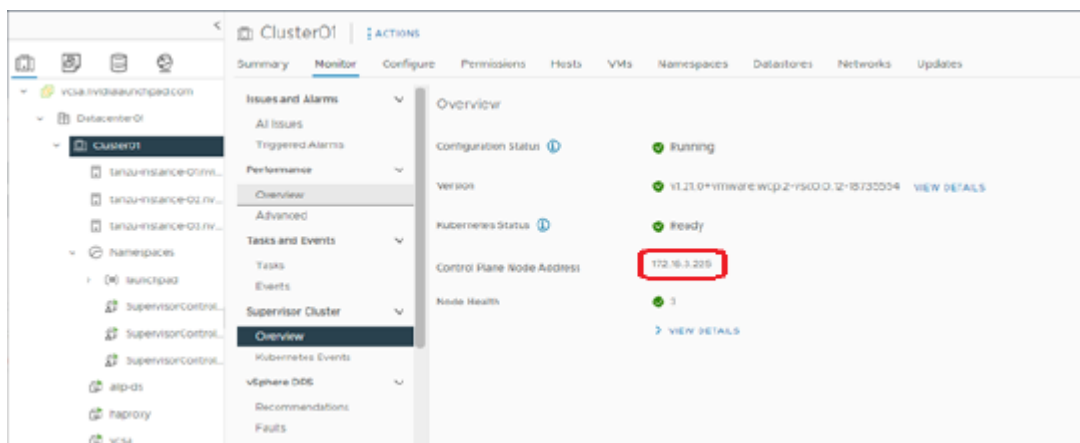 Cluster01
ACTIONS
Summary Monitor Configure Permissions Hosts VMs Namespaces Datastores Networks Updates
vcsa.nvidialaunchpad.com
Datacenter01
Cluster01
tanzu-instance-01.nv...
tanzu-instance-02.nv...
tanzu-instance-03.nv...
Namespaces
launchpad
SupervisorControl...
SupervisorControl...
SupervisorControl...
alp-ds
haproxy
vcsa
Issues and Alarms
All Issues
Triggered Alarms
Performance
Overview
Advanced
Tasks and Events
Tasks
Events
Supervisor Cluster
Overview
Kubernetes Events
vSphere DRS
Recommendations
Faults
Overview
Configuration Status Running
Version VIEW DETAILS
Kubernetes Status Ready
Control Plane Node Address
Node Health 3
VIEW DETAILS